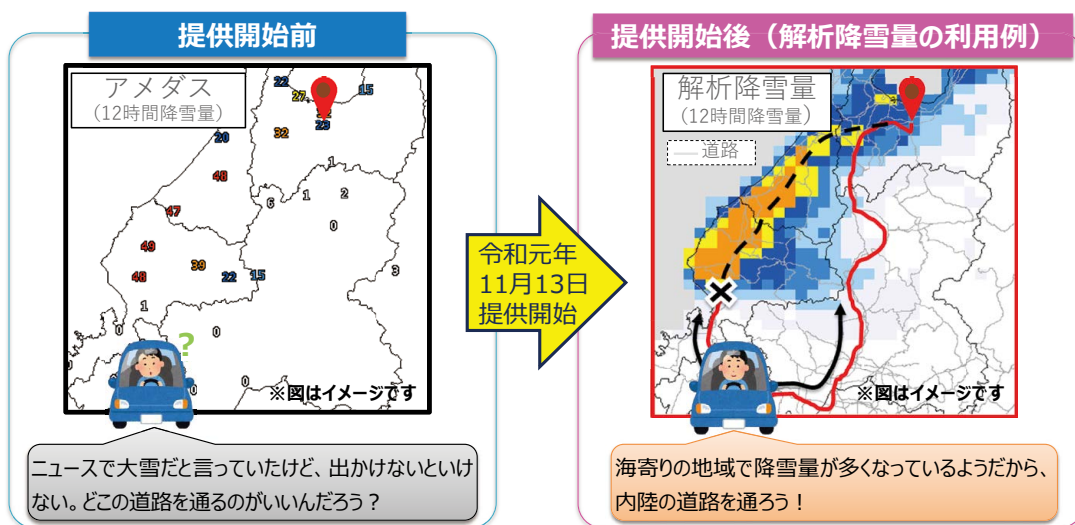 提供開始前
アメダス
(12時間降雪量)
22
15
27
23
20
32
1
48
6
1
2
47
0
49
39
48
22
15
3
1
0
0
?
0
※図はイメージです
ニュースで大雪だと言っていたけど、出かけないといけ
ない。どこの道路を通るのがいいんだろう？
令和元年
11月13日
提供開始
提供開始後（解析降雪量の利用例）
解析降雪量
(12時間降雪量)
道路
※図はイメージです
海寄りの地域で降雪量が多くなっているようだから、
内陸の道路を通ろう！